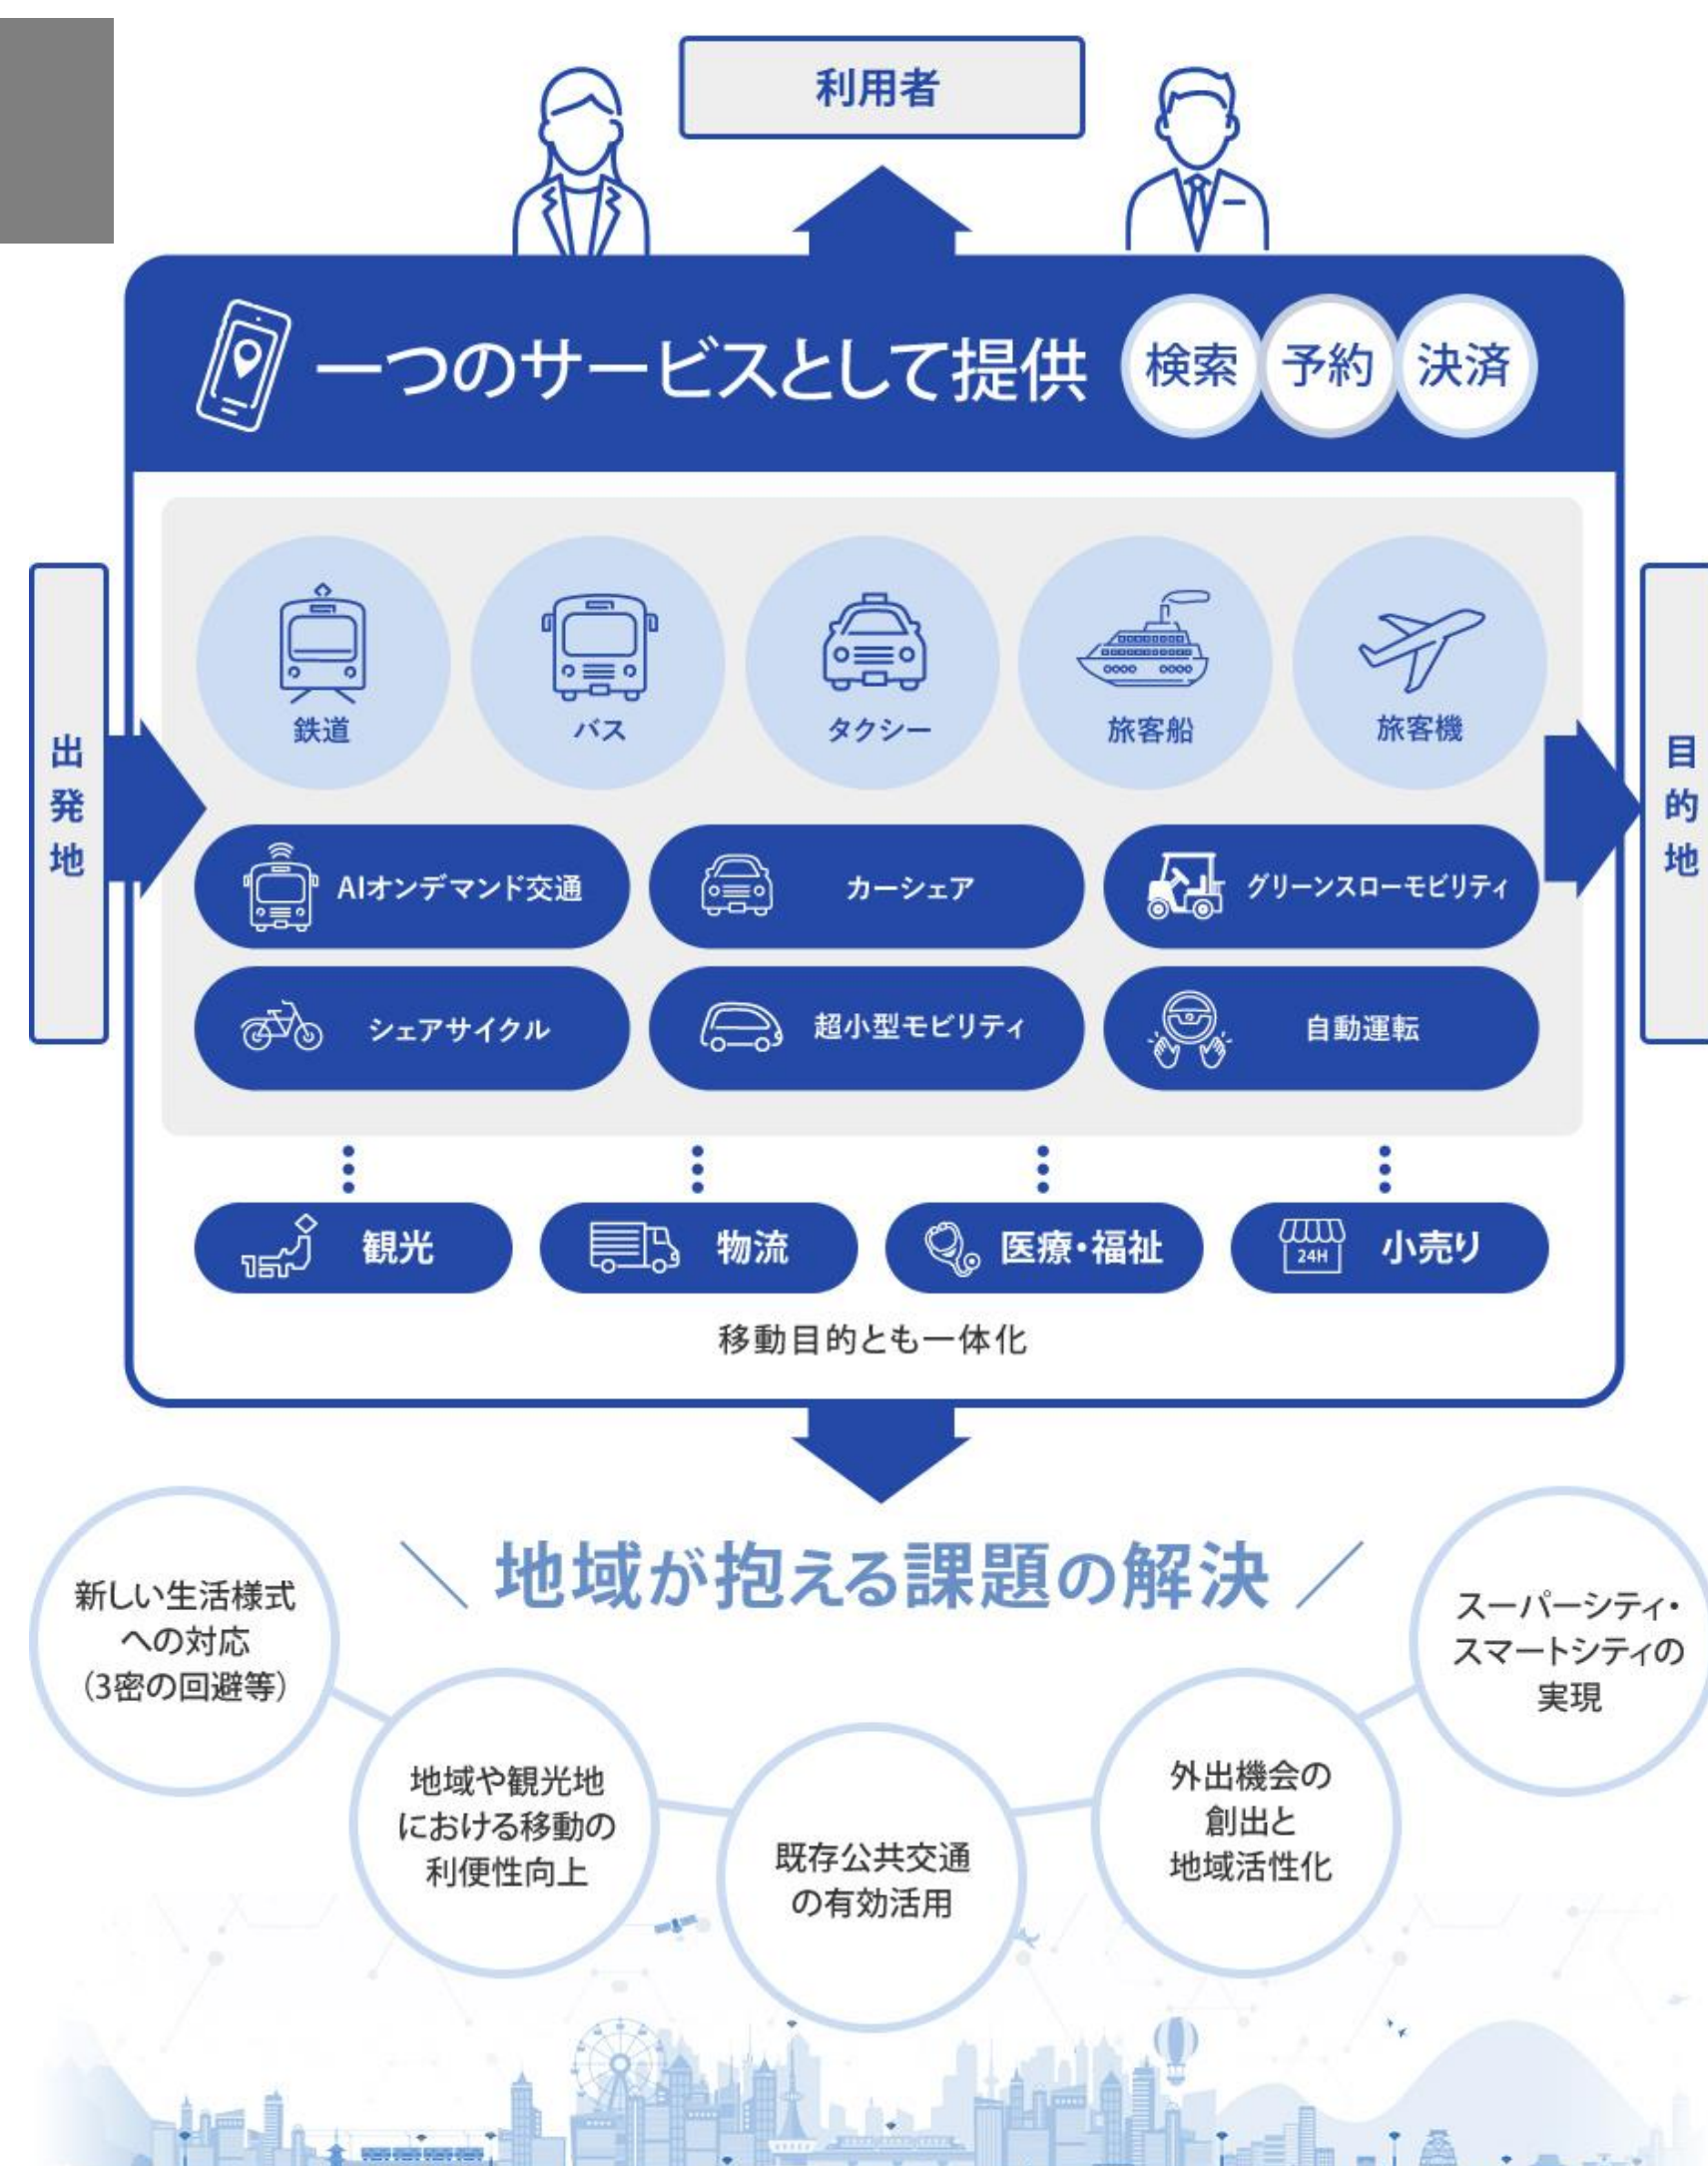 利用者
一つのサービスとして提供
検索 予約 決済
出発地
目的地
鉄道 バス タクシー 旅客船 旅客機
AIオンデマンド交通 カーシェア グリーンスローモビリティ
シェアサイクル 超小型モビリティ 自動運転
観光 物流 医療・福祉 24H 小売り
移動目的とも一体化
地域が抱える課題の解決
新しい生活様式
への対応
（3密の回避等）
地域や観光地
における移動の
利便性向上
既存公共交通
の有効活用
外出機会の
創出と
地域活性化
スーパーシティ・
スマートシティの
実現